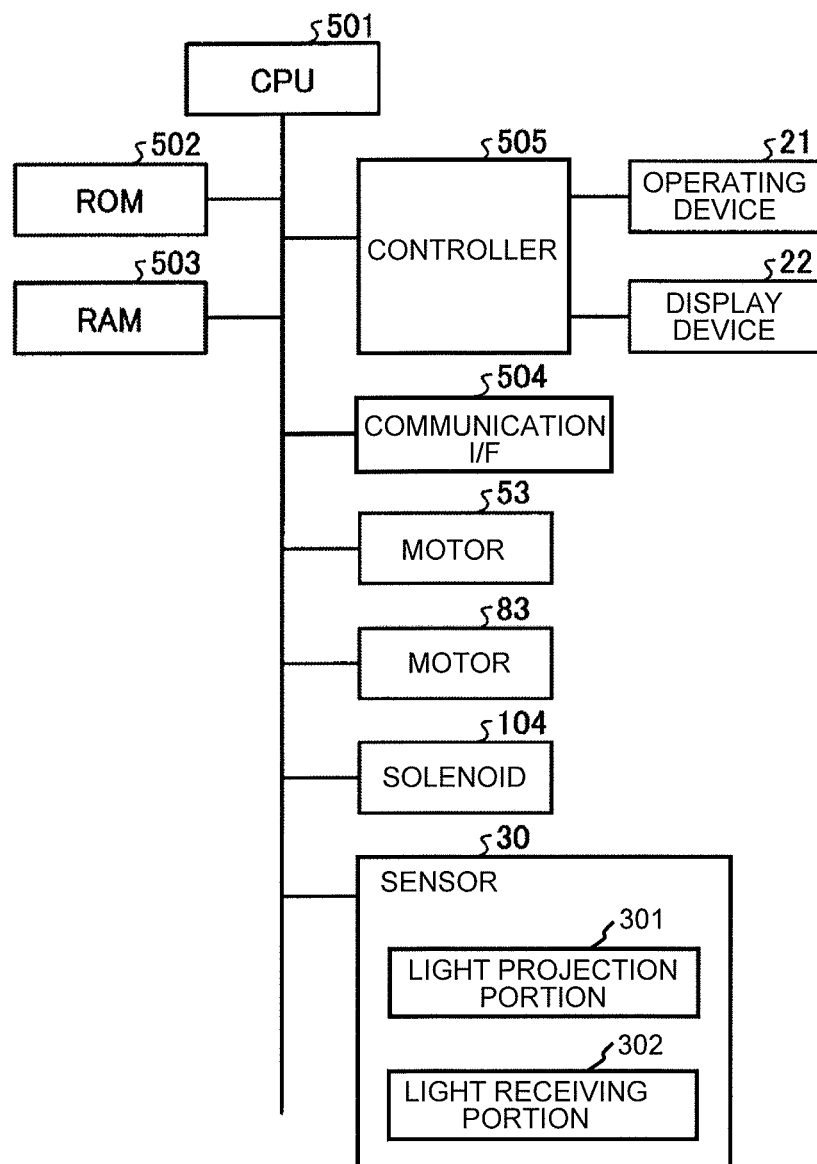 501
CPU
502
ROM
503
RAM
505
CONTROLLER
21
OPERATING
DEVICE
22
DISPLAY
DEVICE
504
COMMUNICATION
I/F
53
MOTOR
83
MOTOR
104
SOLENOID
30
SENSOR
301
LIGHT PROJECTION
PORTION
302
LIGHT RECEIVING
PORTION